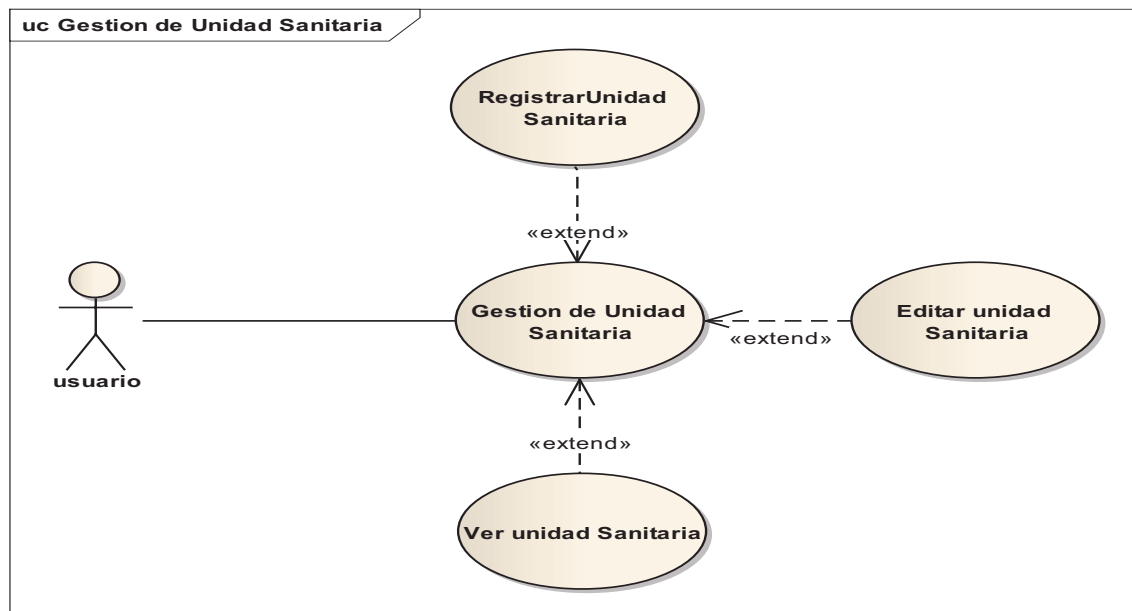 uc Gestion de Unidad Sanitaria
RegistrarUnidad
Sanitaria
«extend»
Gestion de Unidad
Sanitaria
Editar unidad
Sanitaria
«extend»
usuario
«extend»
Ver unidad Sanitaria